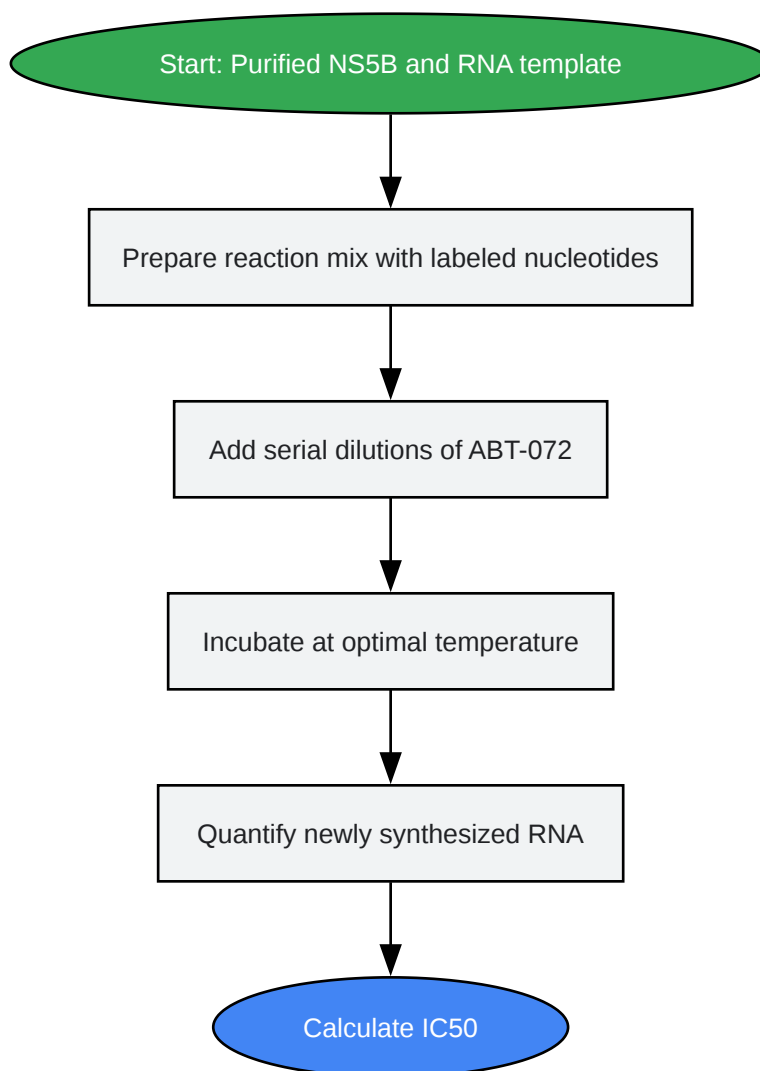 Start: Purified NS5B and RNA template
Prepare reaction mix with labeled nucleotides
Add serial dilutions of ABT-072
Incubate at optimal temperature
Quantify newly synthesized RNA
Calculate IC50